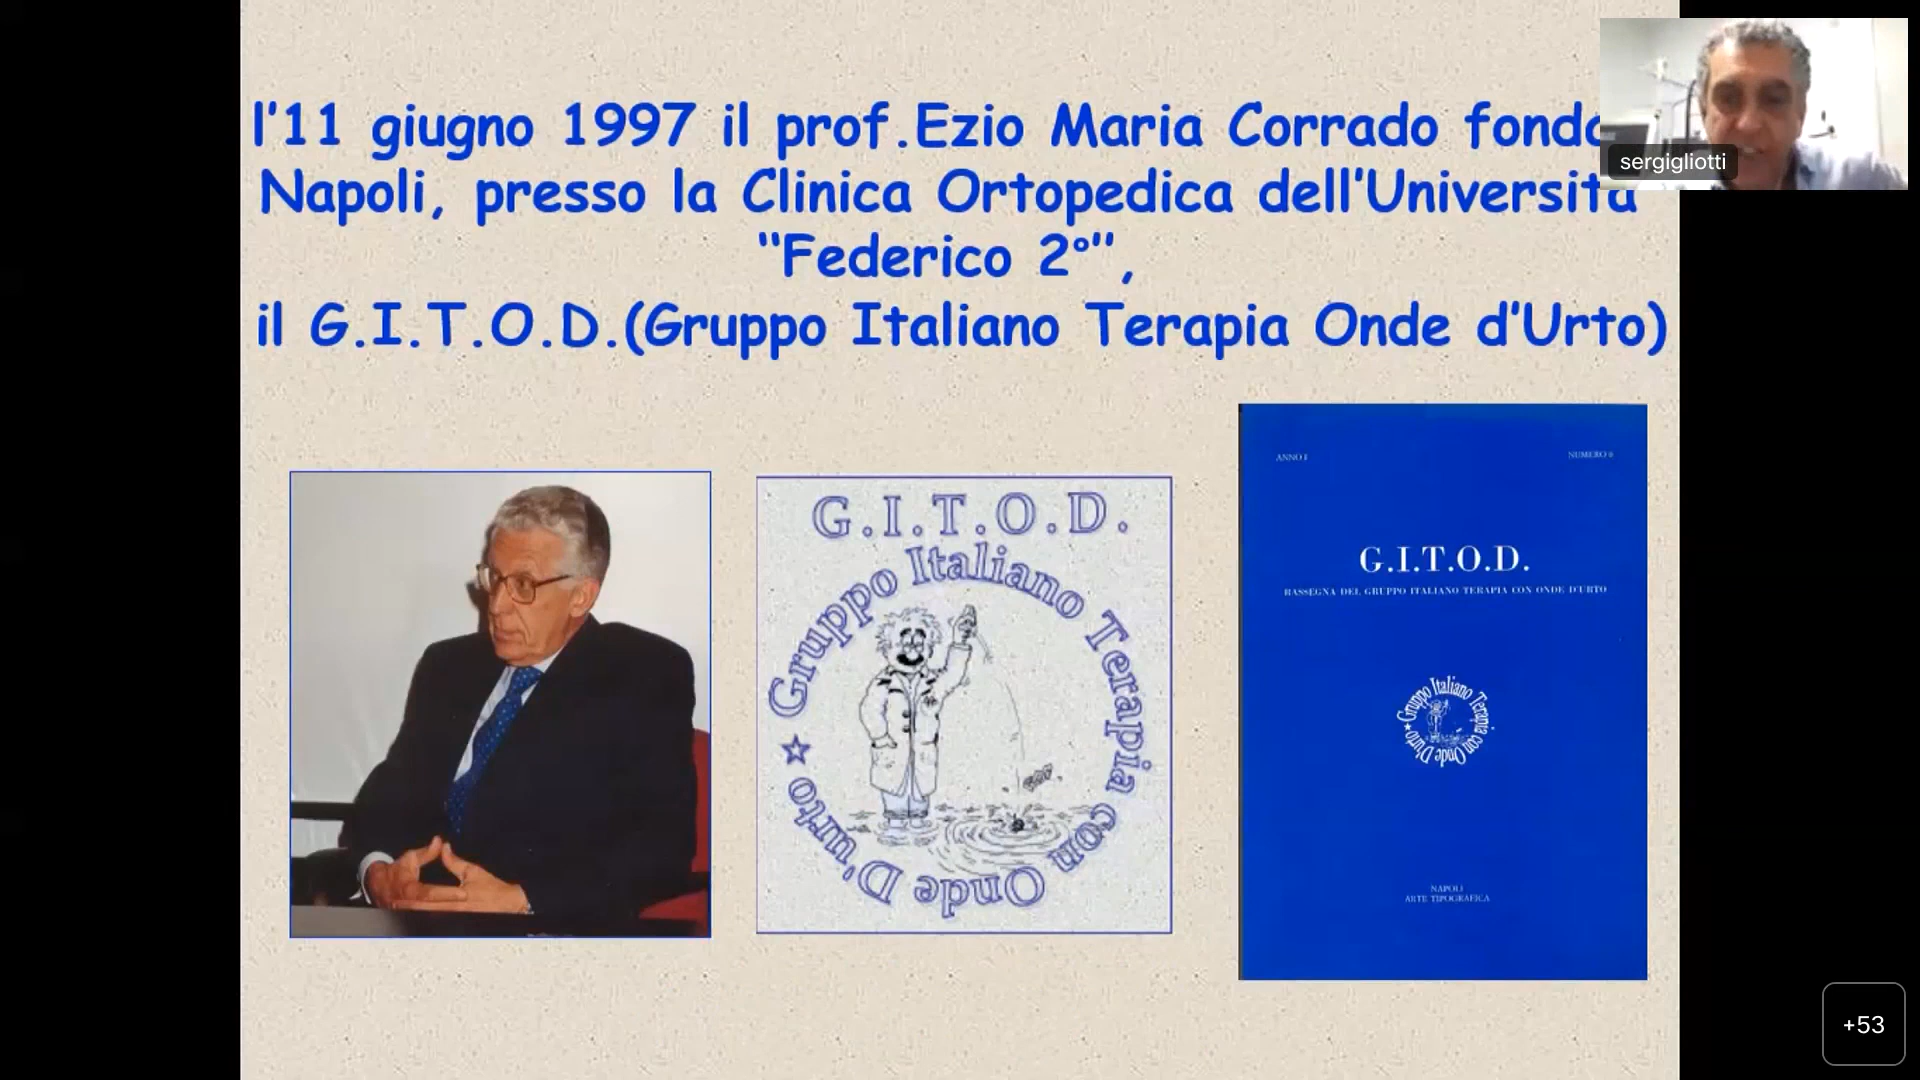 l'11 giugno 1997 il prof.Ezio Maria Corrado
Napoli, presso la Clinica Ortopedica dell'Università
"Federico 2°",
il G.I.T.O.D.(Gruppo Italiano Terapia Onde d'Urto)
sergigliotti
G.I.T.O.D.
Gruppo Italiano Terapia con Onde D'urto
ANNO I
NUMERO 0
G.I.T.O.D.
RASSEGNA DEL GRUPPO ITALIANO TERAPIA CON ONDE D'URTO
Gruppo Italiano Terapia con Onde D'urto
NAPOLI
ARTE TIPOGRAFICA
+53